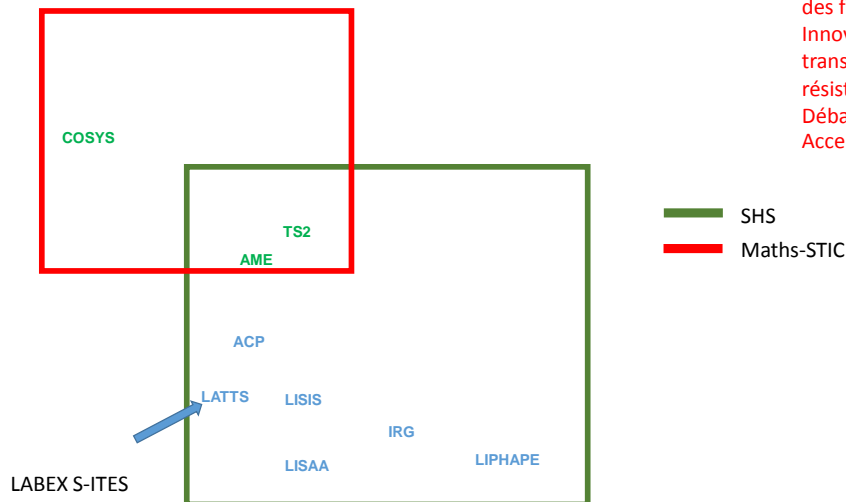 Innov
trans
résist
Déba
Acce
COSYS
SHS
TS2
Maths-STIC
AME
ACP
LATTS
LISIS
IRG
LIPHAPE
LISAA
LABEX S-ITES